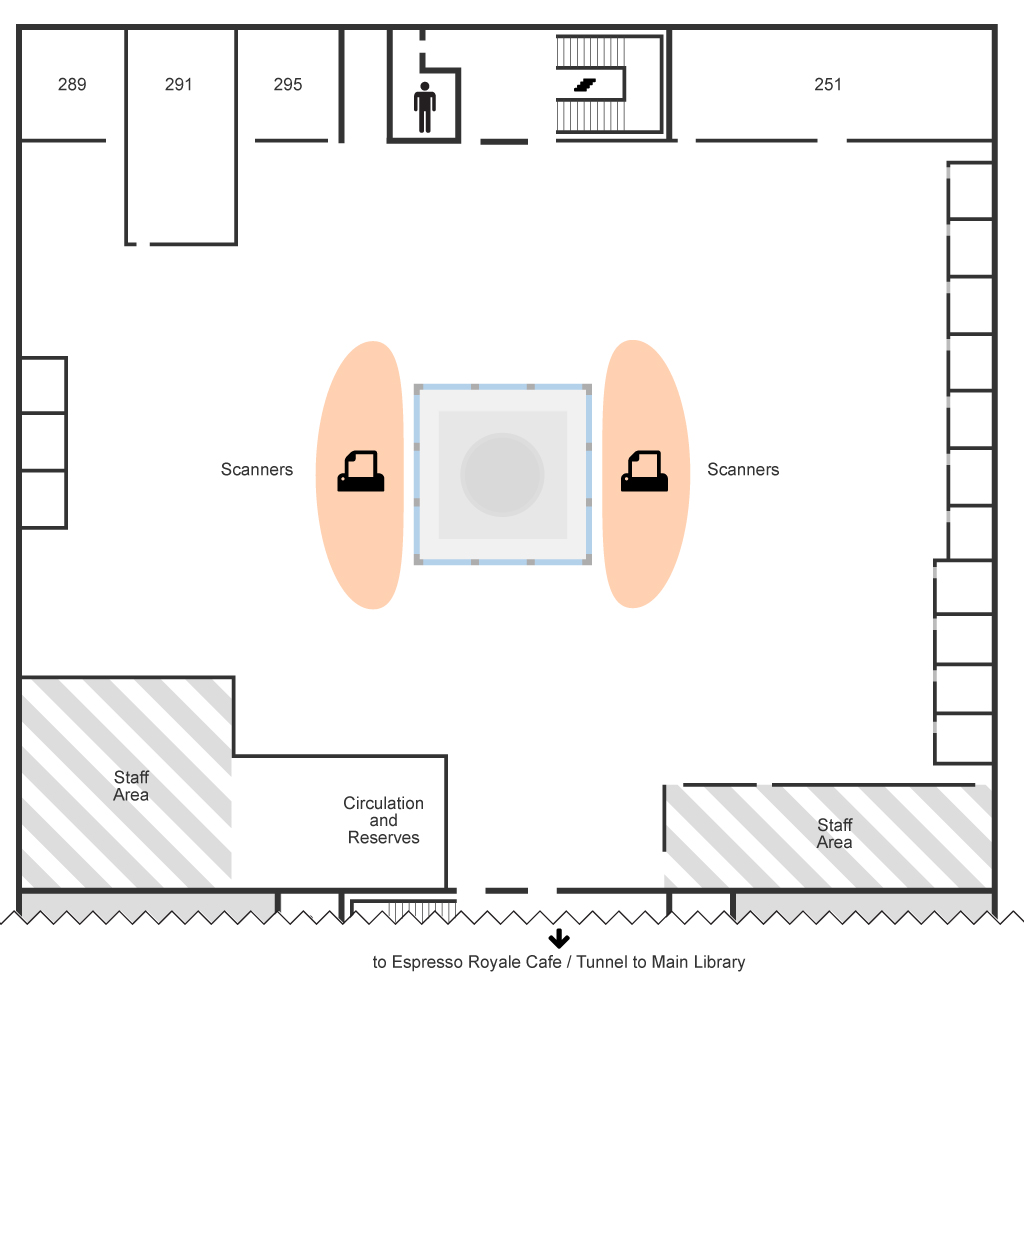 289
291
295
251
Scanners
Scanners
Staff
Area
Circulation
and
Reserves
Staff
Area
to Espresso Royale Cafe / Tunnel to Main Library